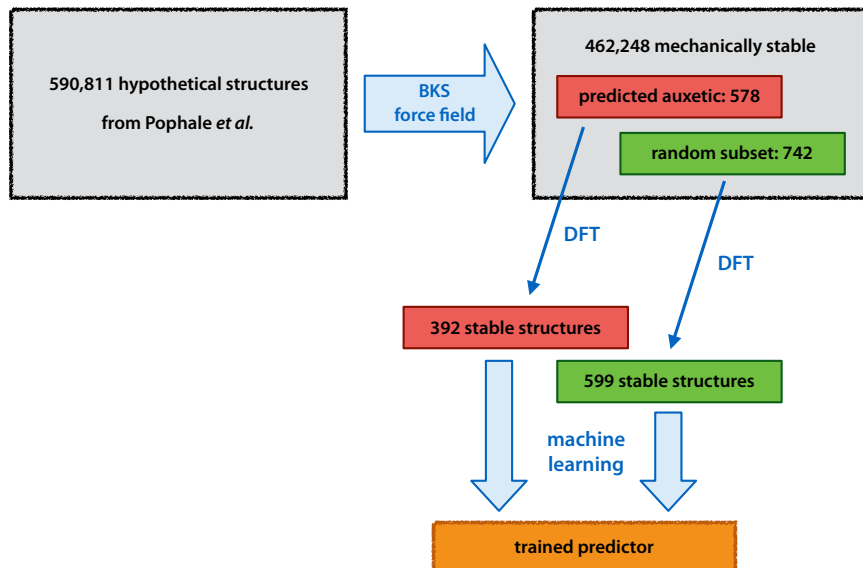 590,811 hypothetical structures
from Pophale et al.
BKS
force field
462,248 mechanically stable
predicted auxetic: 578
random subset: 742
DFT
DFT
392 stable structures
599 stable structures
machine
learning
trained predictor